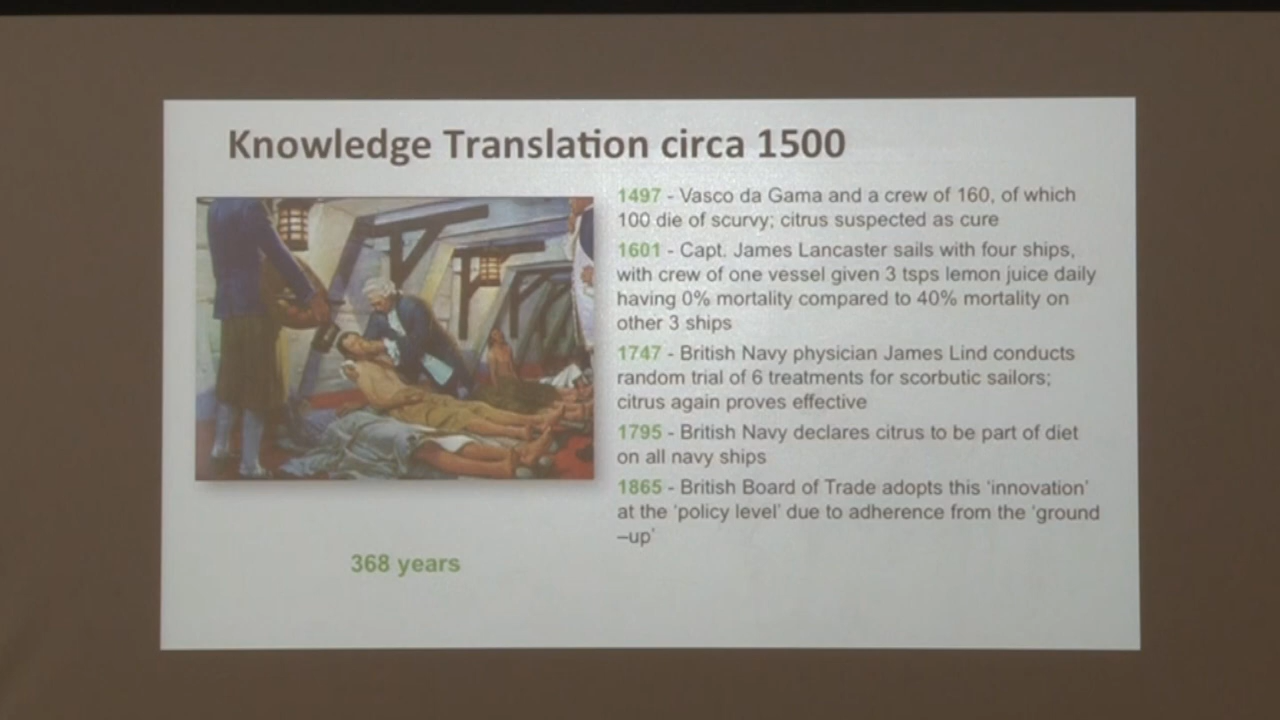 Knowledge Translation circa 1500
1497 - Vasco da Gama and a crew of 160, of which
100 die of scurvy; citrus suspected as cure
1601 - Capt. James Lancaster sails with four ships,
with crew of one vessel given 3 tsps lemon juice daily
having 0% mortality compared to 40% mortality on
other 3 ships
1747 - British Navy physician James Lind conducts
random trial of 6 treatments for scorbutic sailors;
citrus again proves effective
1795 - British Navy declares citrus to be part of diet
on all navy ships
1865 - British Board of Trade adopts this ‘innovation’
at the ‘policy level’ due to adherence from the ‘ground
–up’
368 years